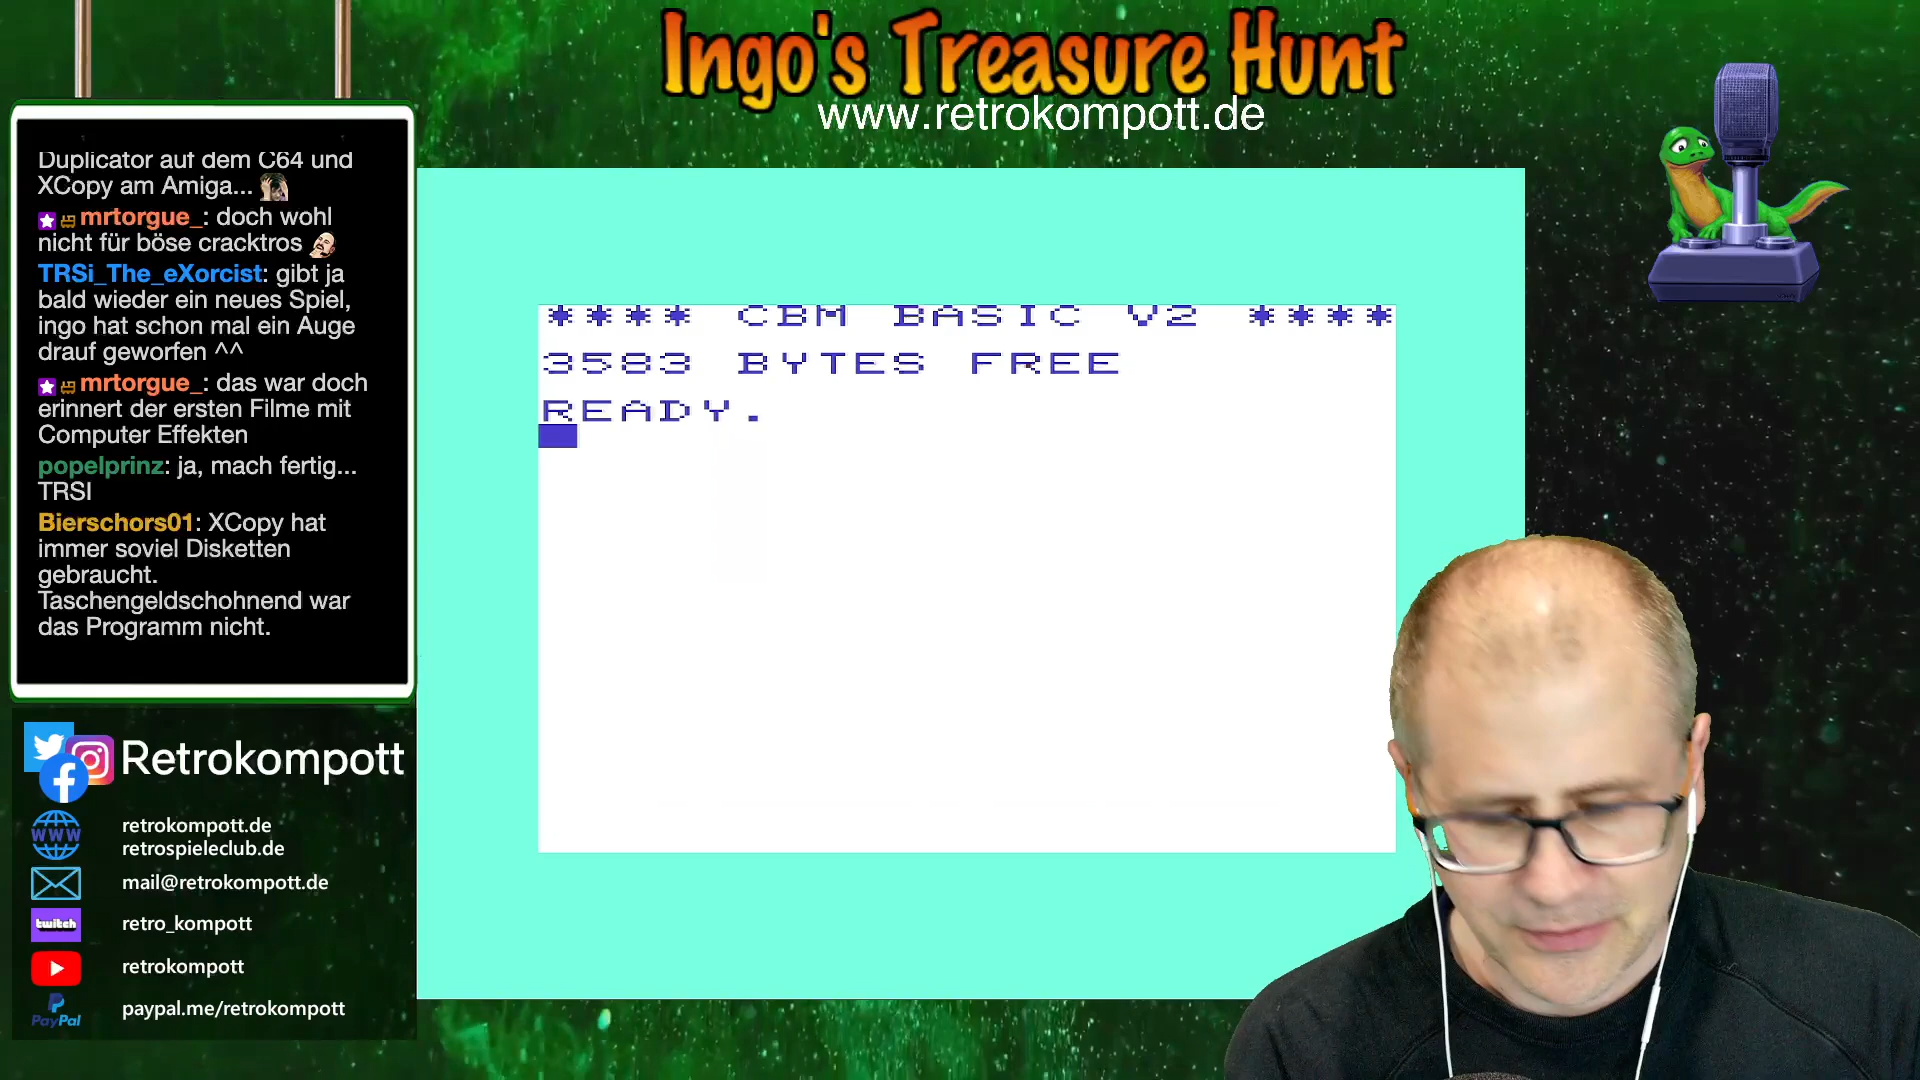 Ingo's Treasure Hunt
www.retrokompott.de
Duplicator auf dem C64 und
XCopy am Amiga...
mrtorgue_: doch wohl
nicht für böse cracktros
TRSi_The_eXorcist: gibt ja
bald wieder ein neues Spiel,
ingo hat schon mal ein Auge
drauf geworfen ^^
mrtorgue_: das war doch
erinnert der ersten Filme mit
Computer Effekten
popelprinz: ja, mach fertig...
TRSI
Bierschors01: XCopy hat
immer soviel Disketten
gebraucht.
Taschengeldschohnend war
das Programm nicht.
**** CBM BASIC V2 ****
3583 BYTES FREE
READY.
Retrokompott
www
retrokompott.de
retrospieleclub.de
mail@retrokompott.de
twitch
retro_kompott
retrokompott
PayPal
paypal.me/retrokompott